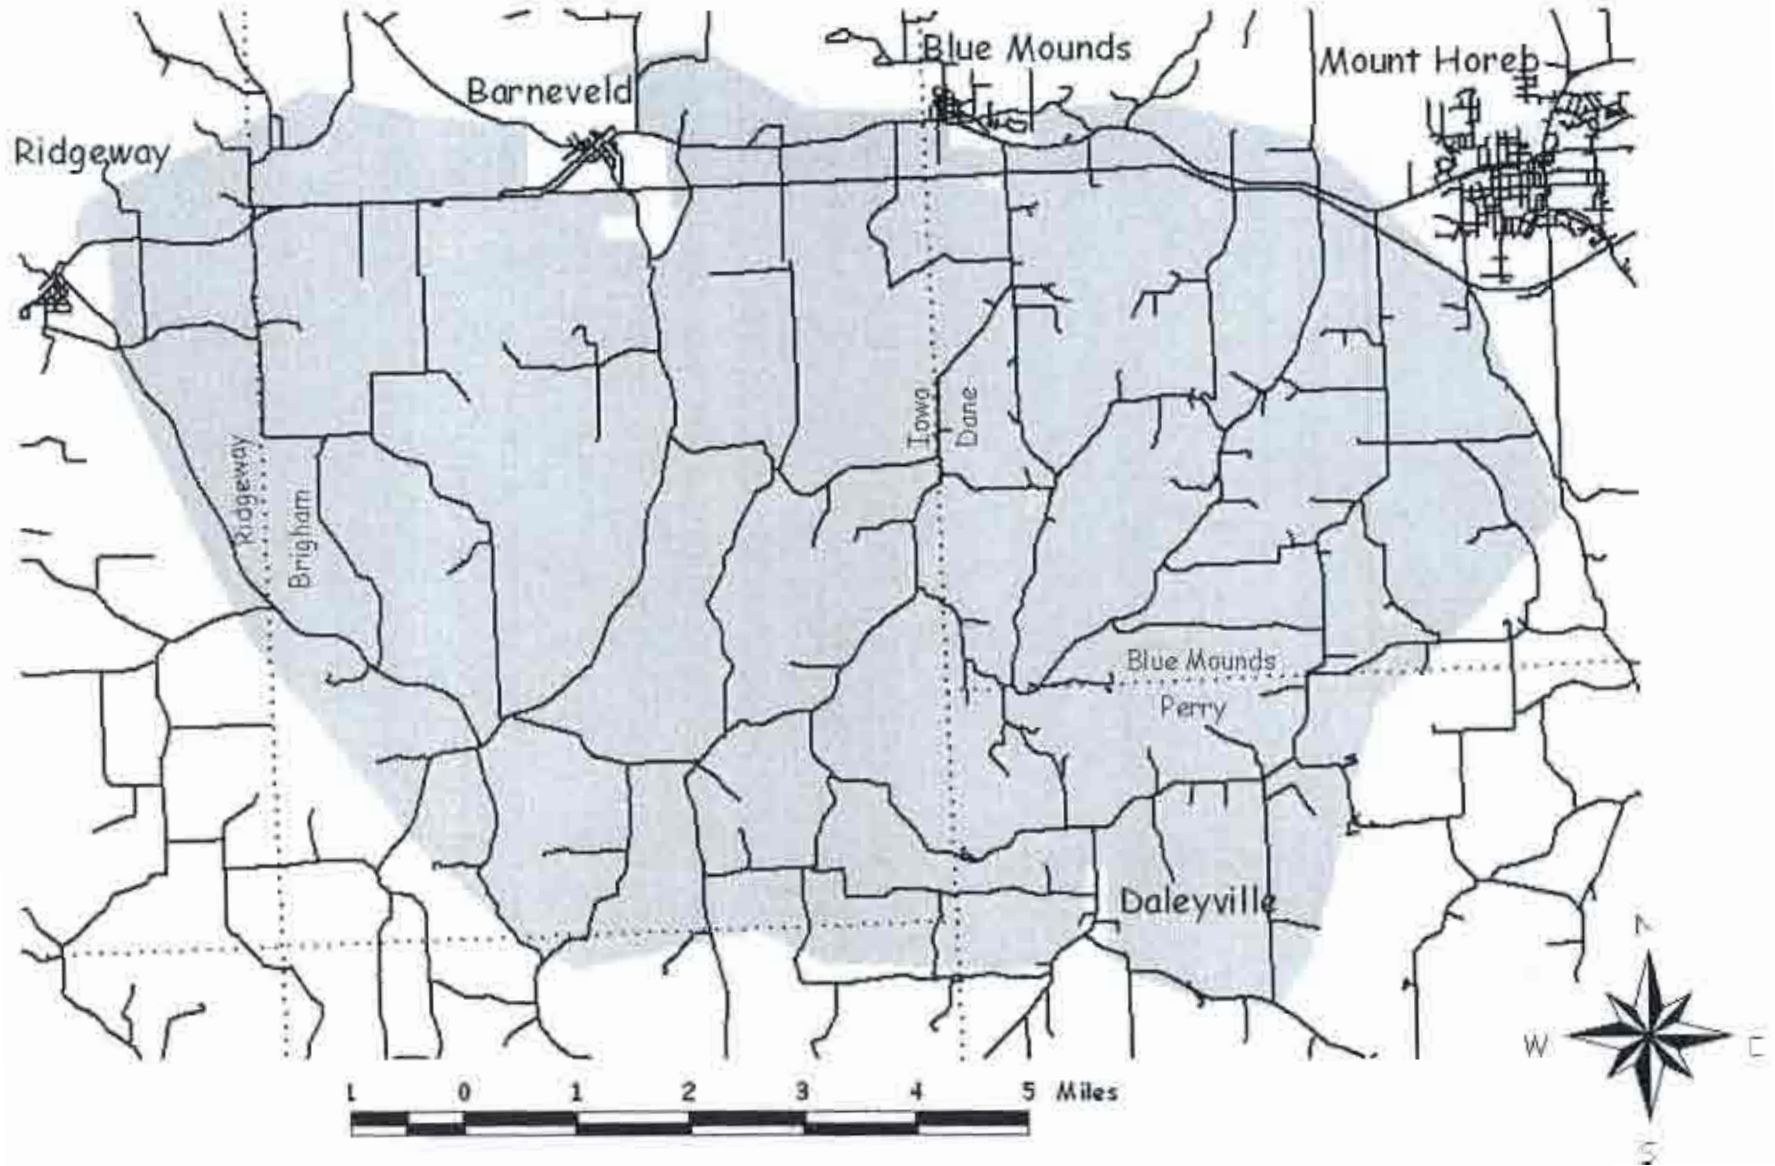 Blue Mounds
Mount Horeb
Barneveld
Ridgeway
Iowa
Dane
Ridgeway
Brigham
Blue Mounds
Perry
Daleyville
N
W
E
S
1 0 1 2 3 4 5 Miles